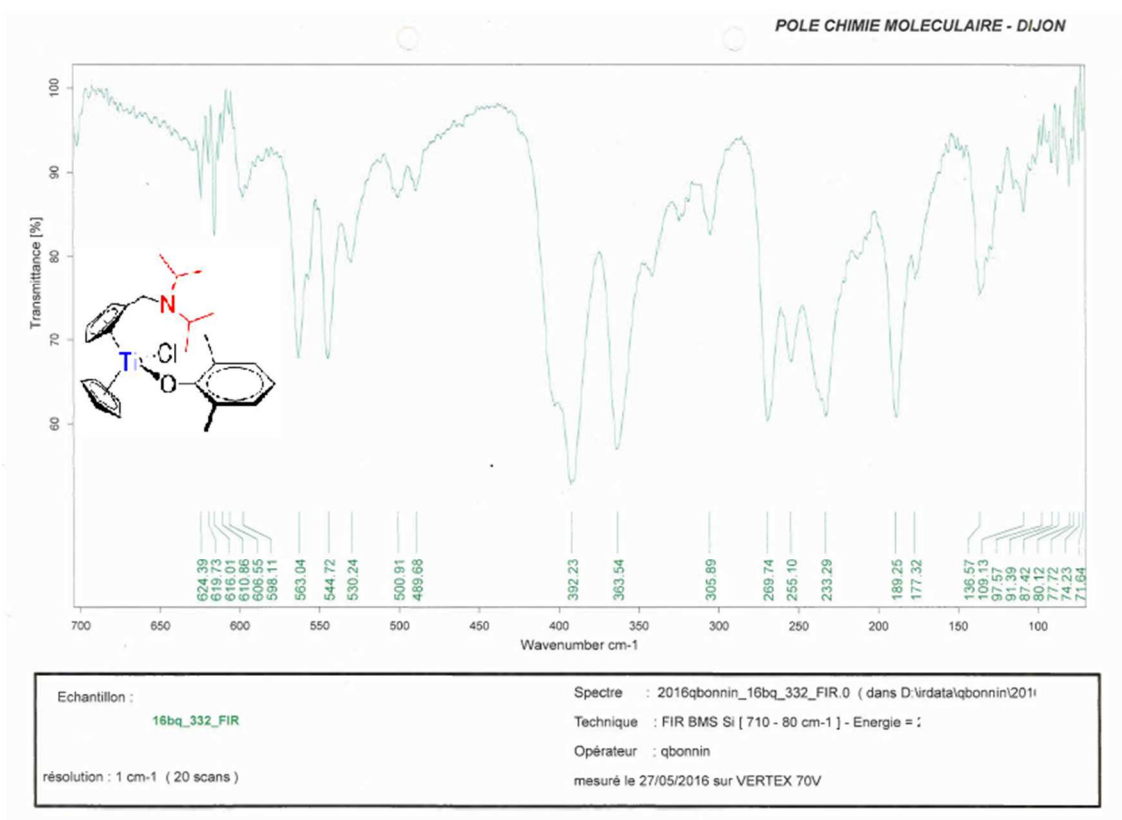 POLE CHIMIE MOLECULAIRE - DIJON
Transmittance [%]
100
90
80
70
60
N
Ti
Cl
O
624.39
619.73
616.01
610.86
606.55
598.11
563.04
544.72
530.24
500.91
489.68
392.23
363.54
305.89
269.74
255.10
233.29
189.25
177.32
136.57
109.13
97.57
91.39
87.42
80.12
77.72
74.23
71.64
700 650 600 550 500 450 400 350 300 250 200 150 100
Wavenumber cm-1
Echantillon :
16bq_332_FIR
résolution : 1 cm-1 ( 20 scans )
Spectre : 2016qbonnin_16bq_332_FIR.0 ( dans D:\irdata\qbonnin\201
Technique : FIR BMS Si [ 710 - 80 cm-1 ] - Energie =
Opérateur : qbonnin
mesuré le 27/05/2016 sur VERTEX 70V